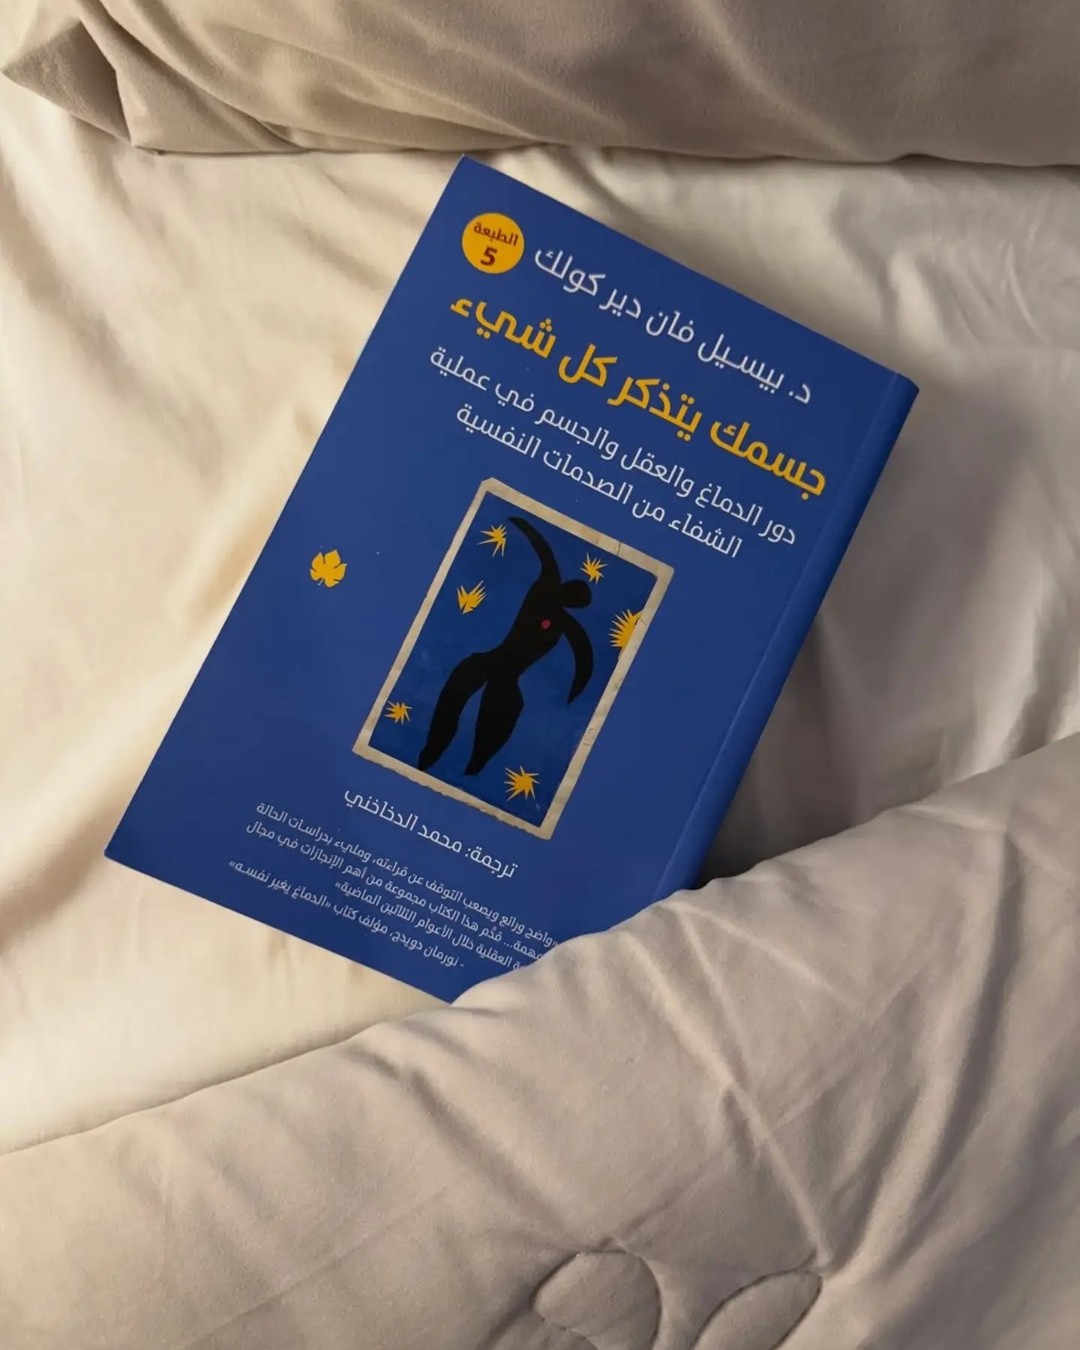 الطبعة
5
د. بيسيل فان دير كولك
جسمك يتذكر كل شيء
دور الدماغ والعقل والجسم في عملية
الشفاء من الصدمات النفسية
ترجمة: محمد الدخاخني
«واضح ورائع ويصعب التوقف عن قراءته، ومليء بدراسات الحالة
مهمة... قدَّم هذا الكتاب مجموعة من أهم الإنجازات في مجال
العقلية خلال الأعوام الثلاثين الماضية»
- نورمان دويدج، مؤلف كتاب «الدماغ يغير نفسه»